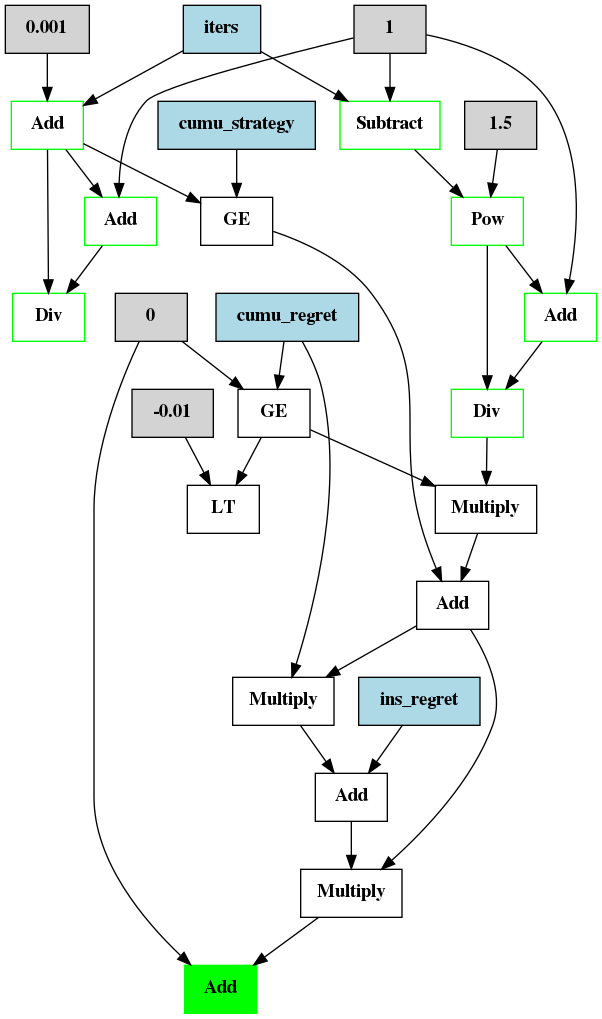 0.001
iters
1
Add
cumu_strategy
Subtract
1.5
Add
GE
Pow
Div
0
cumu_regret
Add
-0.01
GE
Div
LT
Multiply
Add
Multiply
ins_regret
Add
Multiply
Add